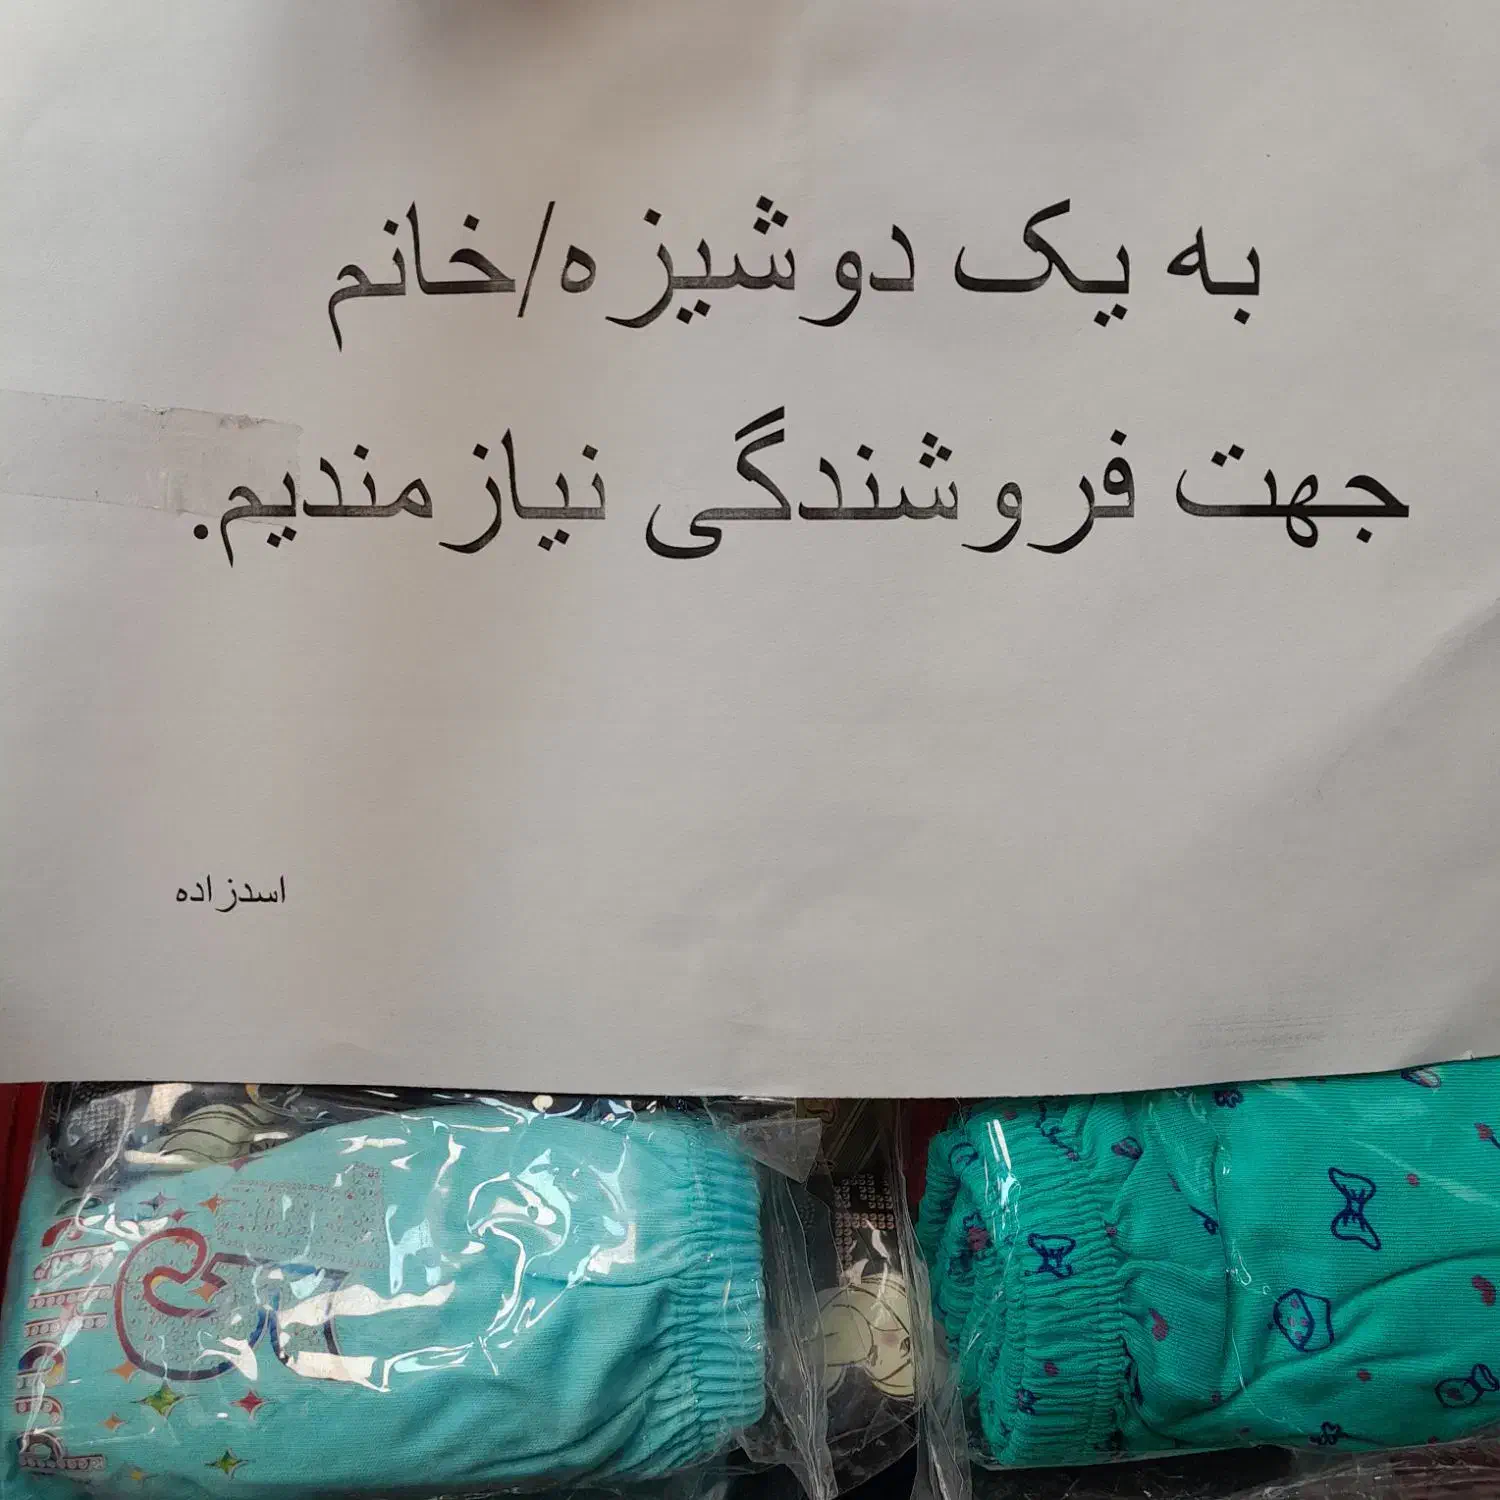 به یک دوشیزه/خانم
جهت فروشندگی نیازمندیم.
اسدزاده